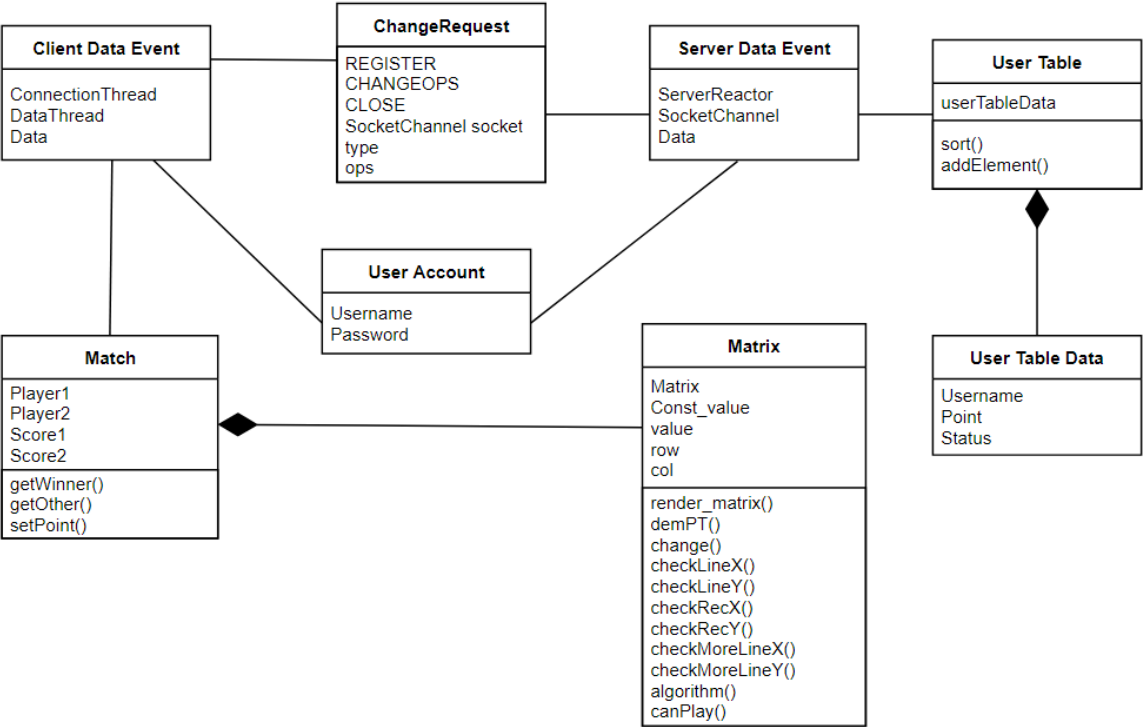 Client Data Event
ConnectionThread
DataThread
Data
ChangeRequest
REGISTER
CHANGEOPS
CLOSE
SocketChannel socket
type
ops
Server Data Event
ServerReactor
SocketChannel
Data
User Table
userTableData
sort()
addElement()
User Account
Username
Password
Match
Player1
Player2
Score1
Score2
getWinner()
getOther()
setPoint()
Matrix
Matrix
Const_value
value
row
col
render_matrix()
demPT()
change()
checkLineX()
checkLineY()
checkRecX()
checkRecY()
checkMoreLineX()
checkMoreLineY()
algorithm()
canPlay()
User Table Data
Username
Point
Status